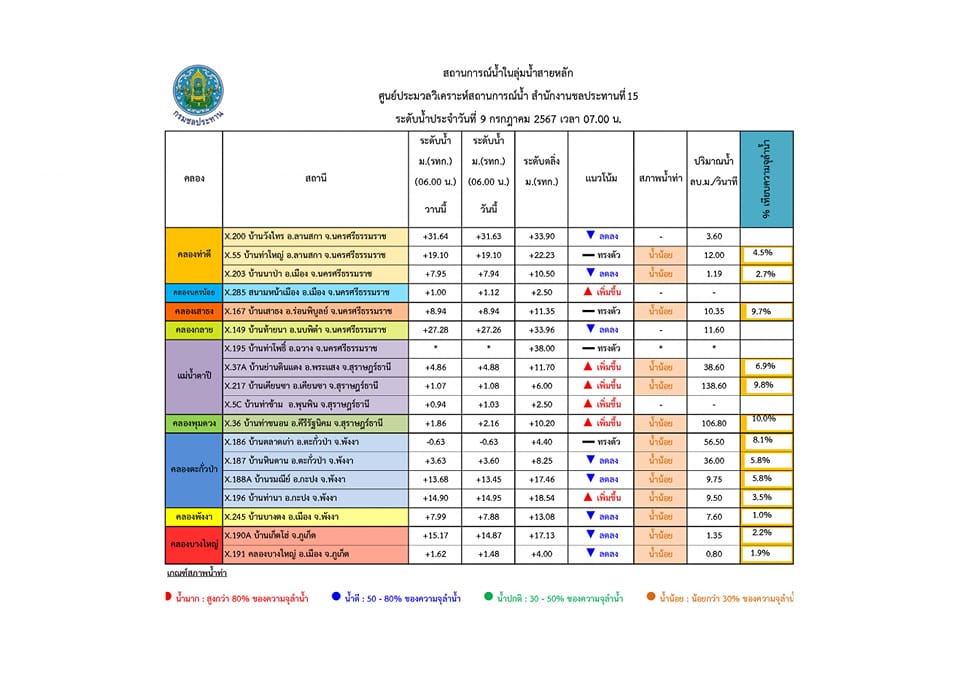 กรมชลประทาน
สถานการณ์น้ำในลุ่มน้ำสายหลัก
ศูนย์ประมวลวิเคราะห์สถานการณ์น้ำ สำนักงานชลประทานที่ 15
ระดับน้ำประจำวันที่ 9 กรกฎาคม 2567 เวลา 07.00 น.
คลอง สถานี ระดับน้ำ ม.(รทก.) (06.00 น.) วานนี้ ระดับน้ำ ม.(รทก.) (06.00 น.) วันนี้ ระดับตลิ่ง ม.(รทก.) แนวโน้ม สภาพน้ำท่า ปริมาณน้ำ ลบ.ม./วินาที % เทียบความจุลำน้ำ
คลองท่าดี X.200 บ้านวังไทร อ.ลานสกา จ.นครศรีธรรมราช +31.64 +31.63 +33.90 ▼ ลดลง - 3.60
X.55 บ้านท่าใหญ่ อ.ลานสกา จ.นครศรีธรรมราช +19.10 +19.10 +22.23 ทรงตัว น้ำน้อย 12.00 4.5%
X.203 บ้านนาป่า อ.เมือง จ.นครศรีธรรมราช +7.95 +7.94 +10.50 ▼ ลดลง น้ำน้อย 1.19 2.7%
คลองนครน้อย X.285 สนามหน้าเมือง อ.เมือง จ.นครศรีธรรมราช +1.00 +1.12 +2.50 ▲ เพิ่มขึ้น - -
คลองเสาธง X.167 บ้านเสาธง อ.ร่อนพิบูลย์ จ.นครศรีธรรมราช +8.94 +8.94 +11.35 ทรงตัว น้ำน้อย 10.35 9.7%
คลองกลาย X.149 บ้านท้ายนา อ.นบพิตำ จ.นครศรีธรรมราช +27.28 +27.26 +33.96 ▼ ลดลง - 11.60
แม่น้ำตาปี X.195 บ้านท่าโพธิ์ อ.ฉวาง จ.นครศรีธรรมราช * * +38.00 ทรงตัว * *
X.37A บ้านย่านดินแดง อ.พระแสง จ.สุราษฎร์ธานี +4.86 +4.88 +11.70 ▲ เพิ่มขึ้น น้ำน้อย 38.60 6.9%
X.217 บ้านเคียนซา อ.เคียนซา จ.สุราษฎร์ธานี +1.07 +1.08 +6.00 ▲ เพิ่มขึ้น น้ำน้อย 138.60 9.8%
X.5C บ้านท่าข้าม อ.พุนพิน จ.สุราษฎร์ธานี +0.94 +1.03 +2.50 ▲ เพิ่มขึ้น - -
คลองพุมดวง X.36 บ้านท่าขนอน อ.คีรีรัฐนิคม จ.สุราษฎร์ธานี +1.86 +2.16 +10.20 ▲ เพิ่มขึ้น น้ำน้อย 106.80 10.0%
คลองตะกั่วป่า X.186 บ้านตลาดเก่า อ.ตะกั่วป่า จ.พังงา -0.63 -0.63 +4.40 ทรงตัว น้ำน้อย 56.50 8.1%
X.187 บ้านหินดาน อ.ตะกั่วป่า จ.พังงา +3.63 +3.60 +8.25 ▼ ลดลง น้ำน้อย 36.00 5.8%
X.188A บ้านรมณีย์ อ.กะปง จ.พังงา +13.68 +13.45 +17.46 ▼ ลดลง น้ำน้อย 9.75 5.8%
X.196 บ้านท่านา อ.กะปง จ.พังงา +14.90 +14.95 +18.54 ▲ เพิ่มขึ้น น้ำน้อย 9.50 3.5%
คลองพังงา X.245 บ้านบางตง อ.เมือง จ.พังงา +7.99 +7.88 +13.08 ▼ ลดลง น้ำน้อย 7.60 1.0%
คลองบางใหญ่ X.190A บ้านเก็ตโฮ่ จ.ภูเก็ต +15.17 +14.87 +17.13 ▼ ลดลง น้ำน้อย 1.35 2.2%
X.191 คลองบางใหญ่ อ.เมือง จ.ภูเก็ต +1.62 +1.48 +4.00 ▼ ลดลง น้ำน้อย 0.80 1.9%
เกณฑ์สภาพน้ำท่า
น้ำมาก : สูงกว่า 80% ของความจุลำน้ำ น้ำดี : 50 - 80% ของความจุลำน้ำ น้ำปกติ : 30 - 50% ของความจุลำน้ำ น้ำน้อย : น้อยกว่า 30% ของความจุลำน้ำ